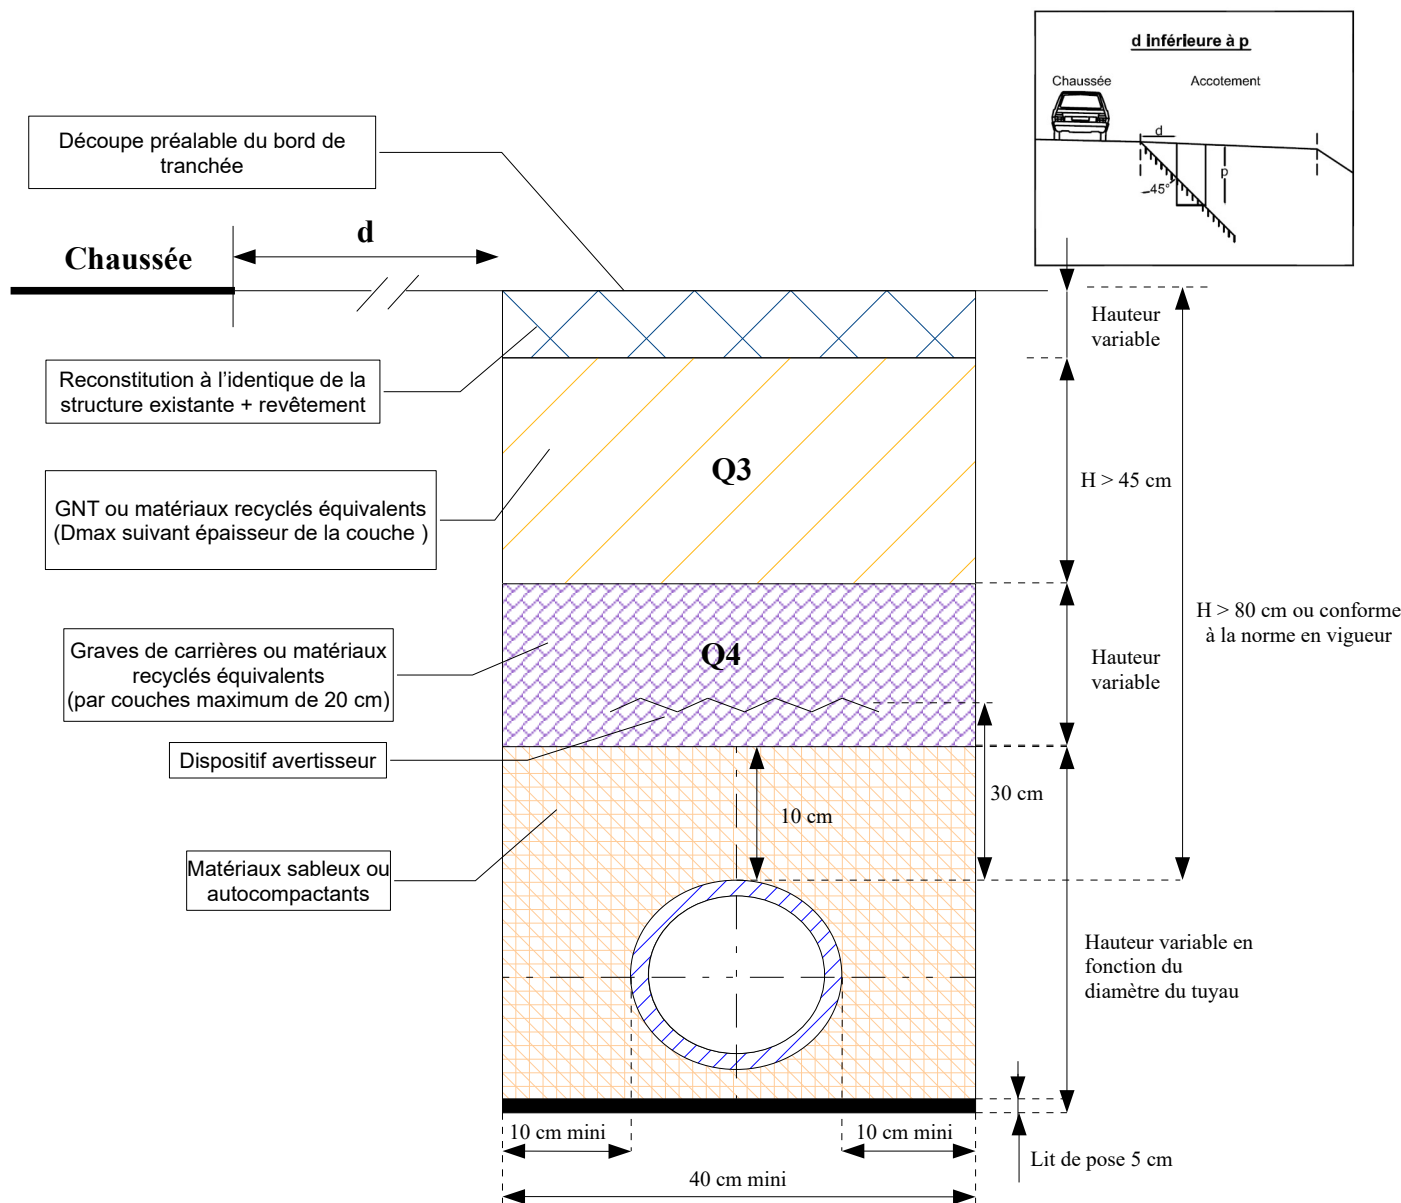 d inférieure à p
Chaussée
Accotement
d
p
45°
Découpe préalable du bord de
tranchée
d
Chaussée
Hauteur
variable
Reconstitution à l'identique de la
structure existante + revêtement
Q3
H > 45 cm
GNT ou matériaux recyclés équivalents
(Dmax suivant épaisseur de la couche )
H > 80 cm ou conforme
à la norme en vigueur
Graves de carrières ou matériaux
recyclés équivalents
(par couches maximum de 20 cm)
Q4
Hauteur
variable
Dispositif avertisseur
30 cm
10 cm
Matériaux sableux ou
autocompactants
Hauteur variable en
fonction du
diamètre du tuyau
10 cm mini
10 cm mini
Lit de pose 5 cm
40 cm mini